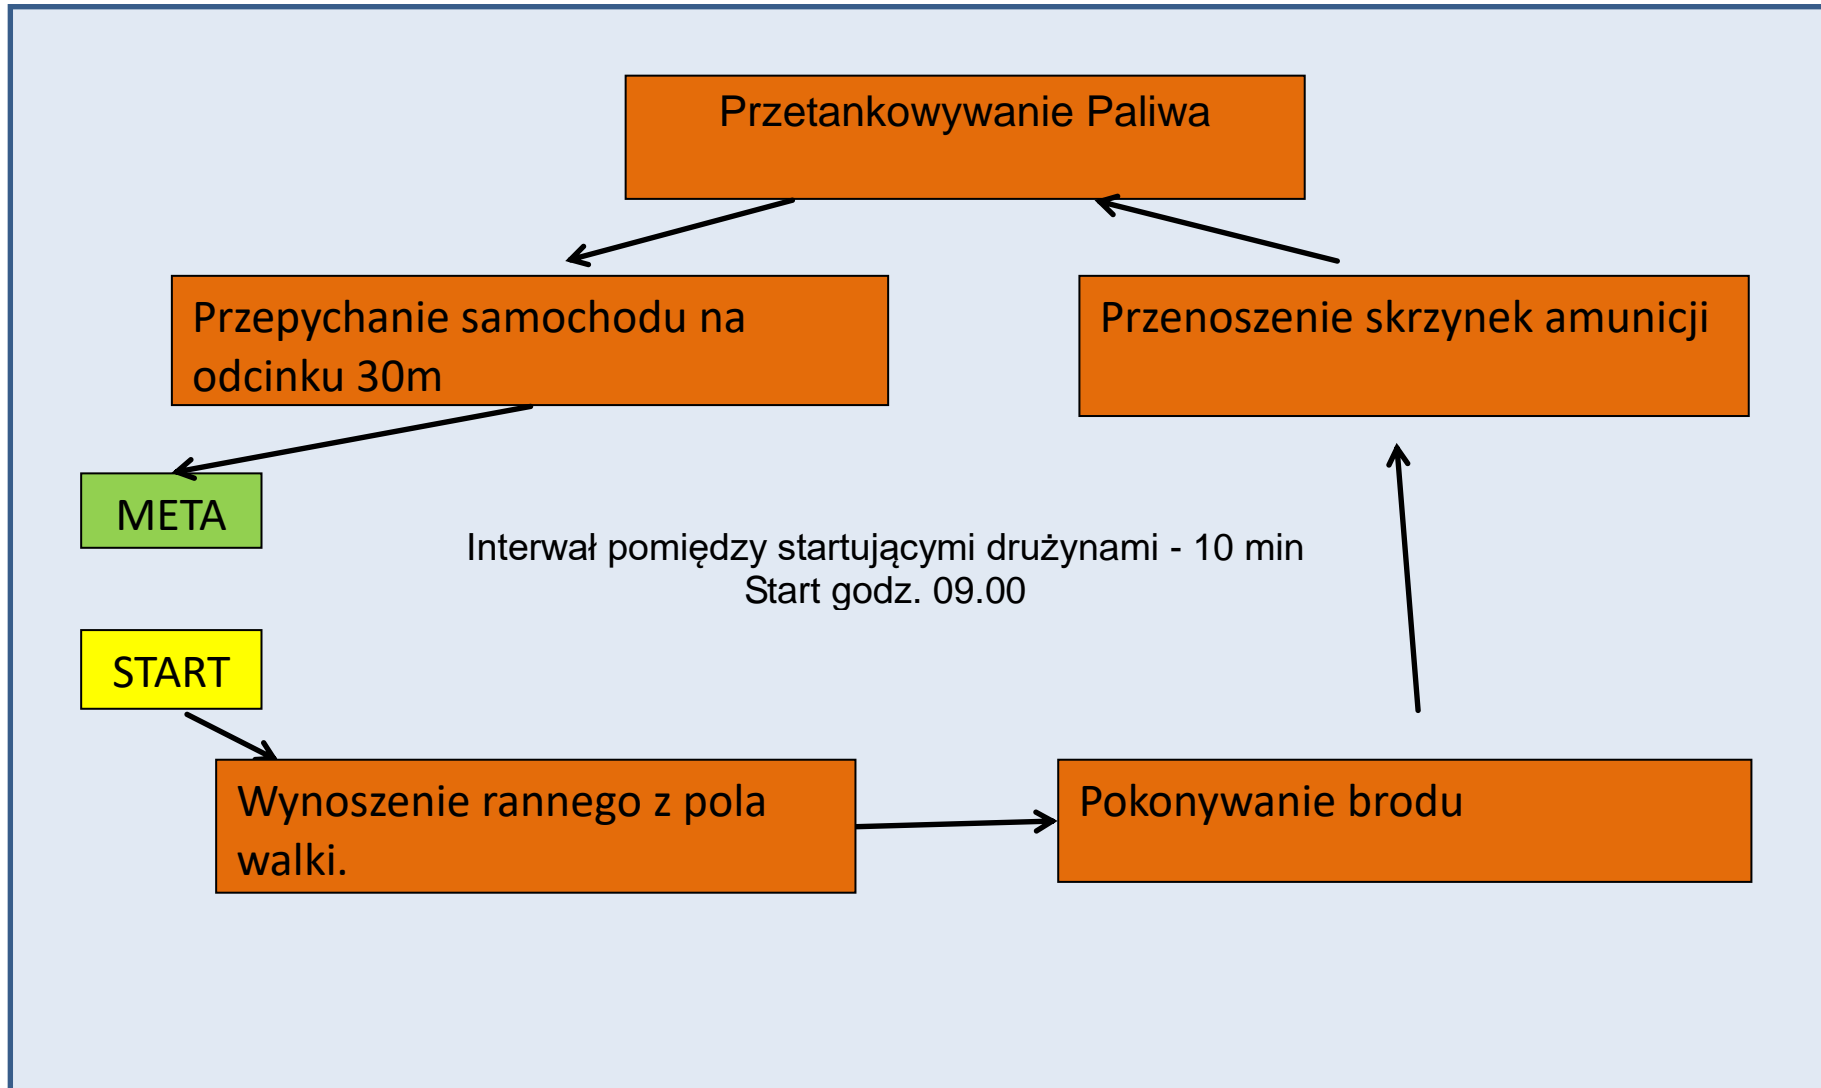 Przetankowywanie Paliwa
Przepychanie samochodu na
odcinku 30m
Przenoszenie skrzynek amunicji
META
Interwał pomiędzy startującymi drużynami - 10 min
Start godz. 09.00
START
Wynoszenie rannego z pola
walki.
Pokonywanie brodu